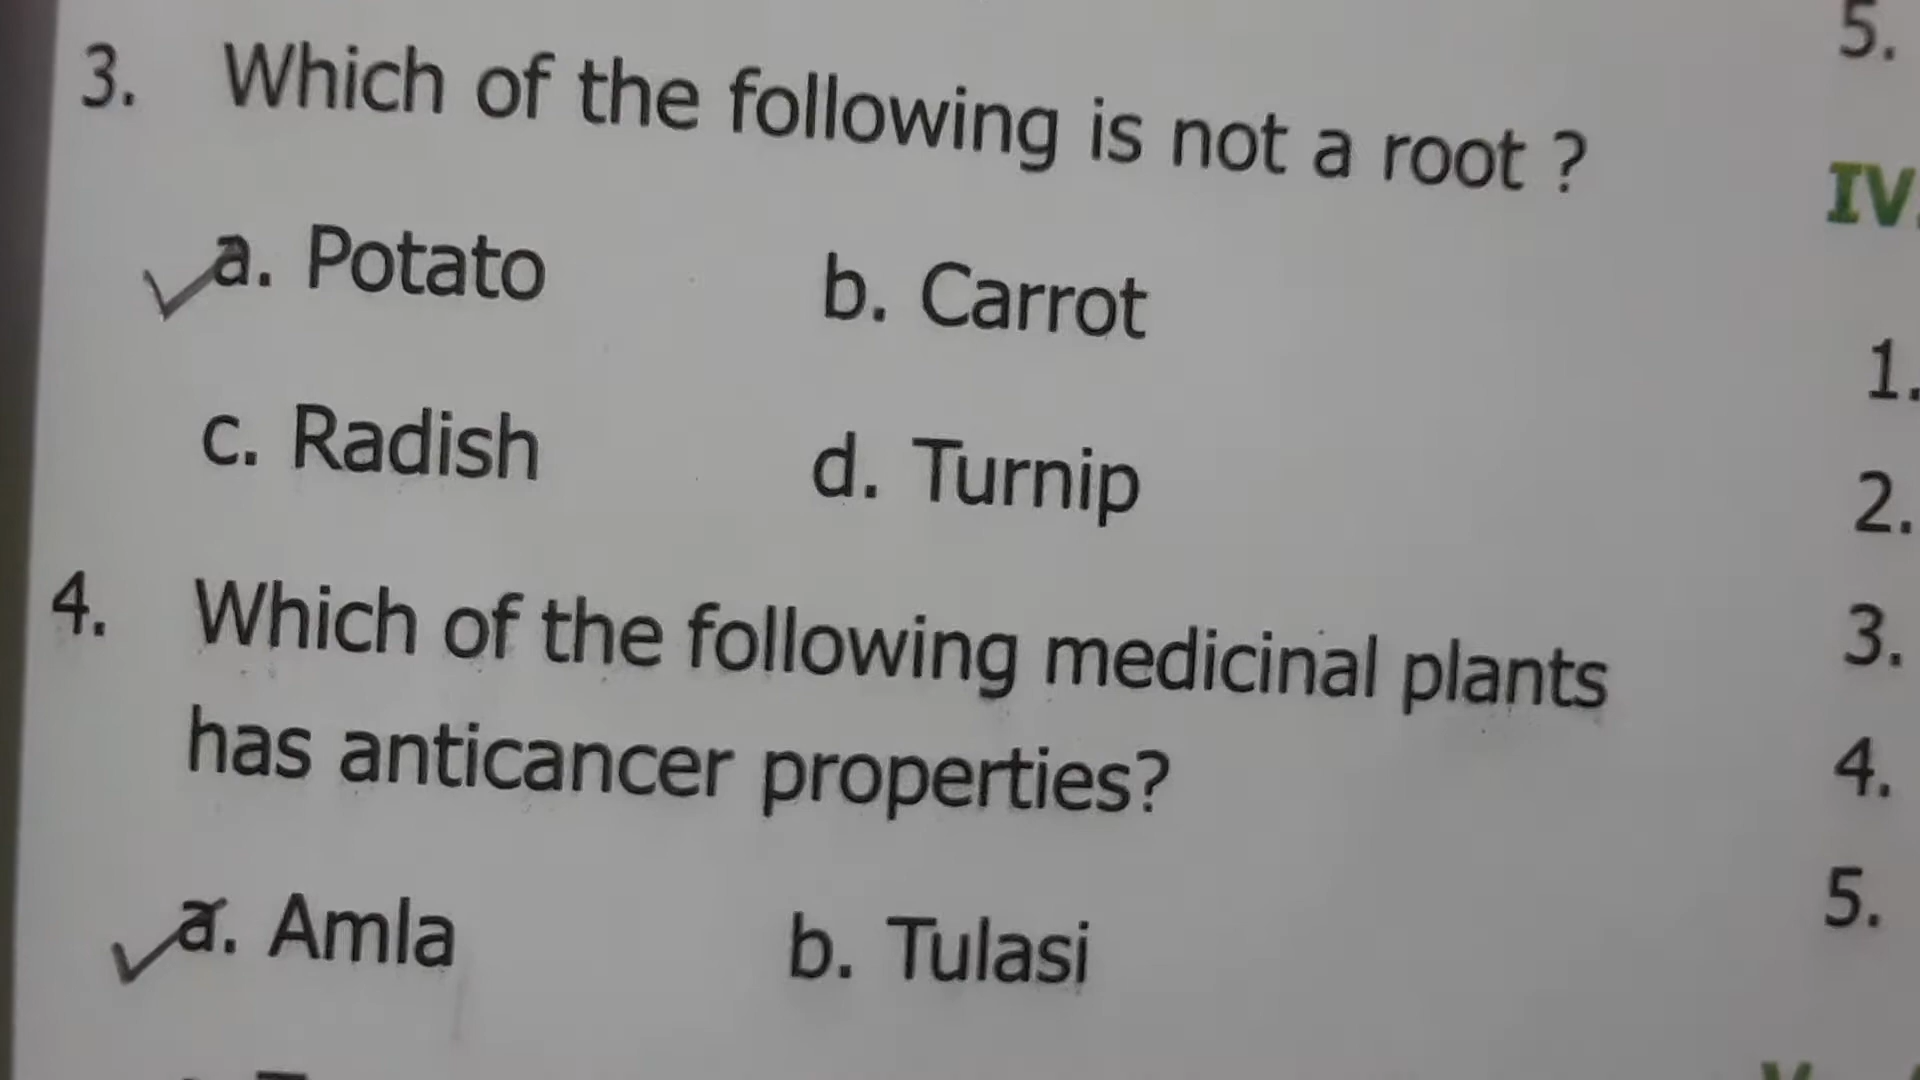 3. Which of the following is not a root ?
a. Potato b. Carrot
c. Radish d. Turnip
4. Which of the following medicinal plants
has anticancer properties?
a. Amla b. Tulasi
5.
IV.
1.
2.
3.
4.
5.